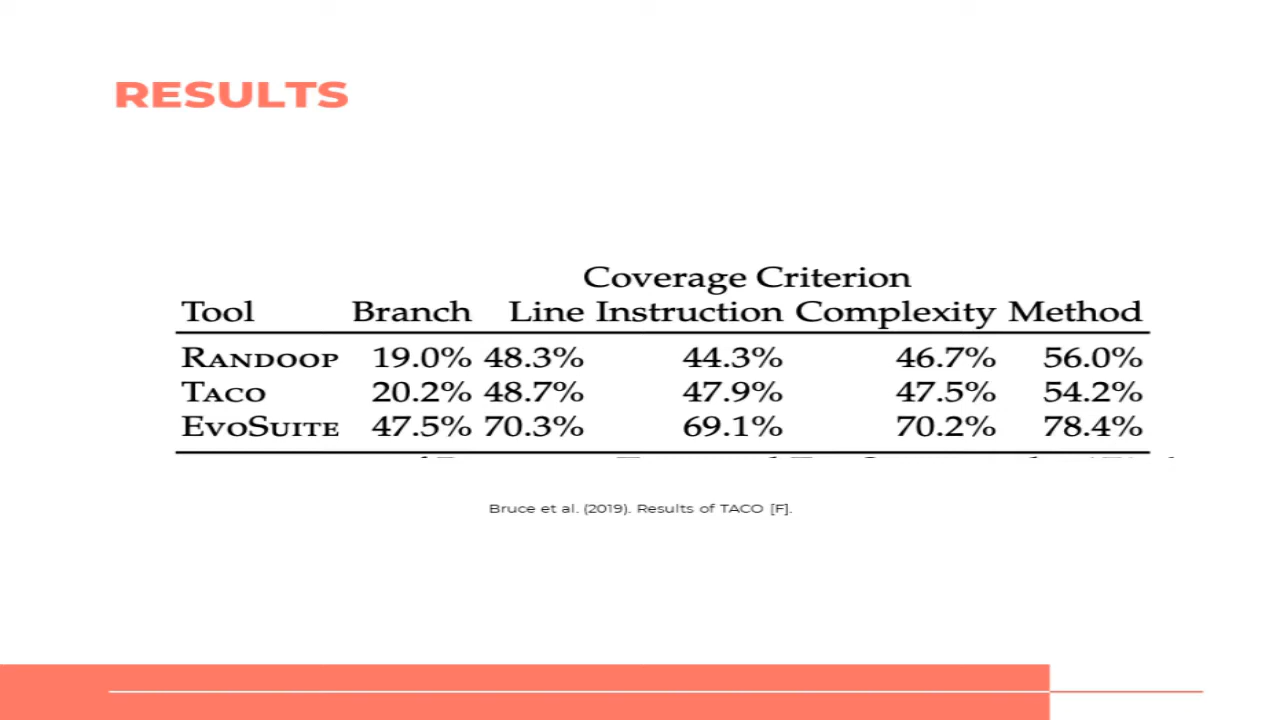 RESULTS
Coverage Criterion
Tool Branch Line Instruction Complexity Method
RANDOOP 19.0% 48.3% 44.3% 46.7% 56.0%
TACO 20.2% 48.7% 47.9% 47.5% 54.2%
EVOSUITE 47.5% 70.3% 69.1% 70.2% 78.4%
Bruce et al. (2019). Results of TACO [F].